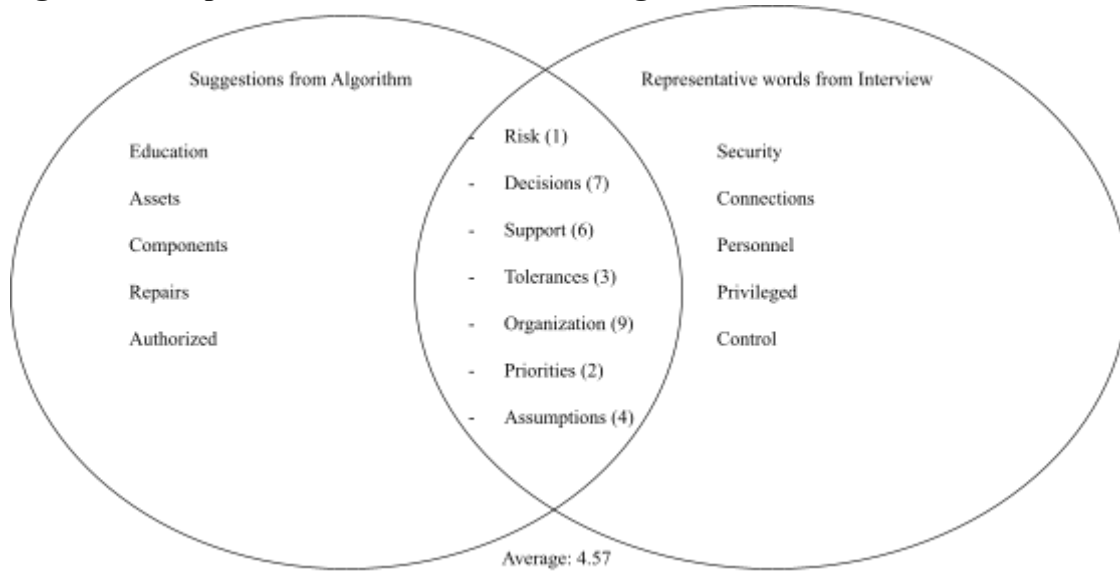 Suggestions from Algorithm
Education
Assets
Components
Repairs
Authorized
- Risk (1)
- Decisions (7)
- Support (6)
- Tolerances (3)
- Organization (9)
- Priorities (2)
- Assumptions (4)
Representative words from Interview
Security
Connections
Personnel
Privileged
Control
Average: 4.57